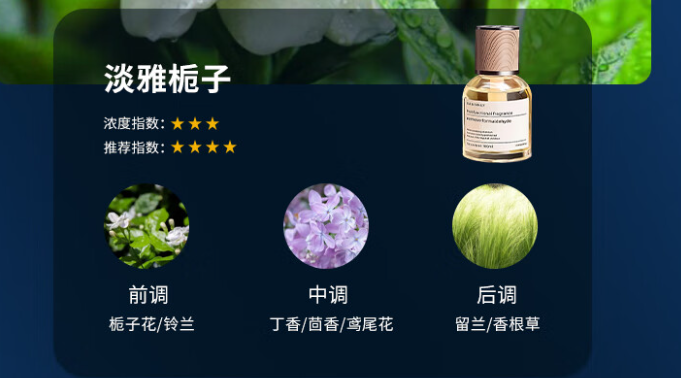 淡雅栀子
浓度指数：★★★
推荐指数：★★★★
前调
中调
后调
栀子花/铃兰
丁香/茴香/鸢尾花
留兰/香根草